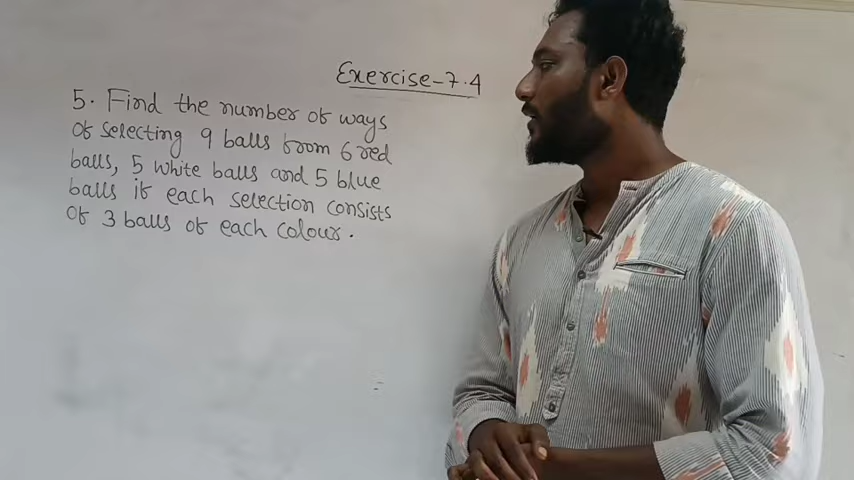 Exercise-7.4
5. Find the number of ways
of selecting 9 balls from 6 red
balls, 5 white balls and 5 blue
balls if each selection consists
of 3 balls of each colour.